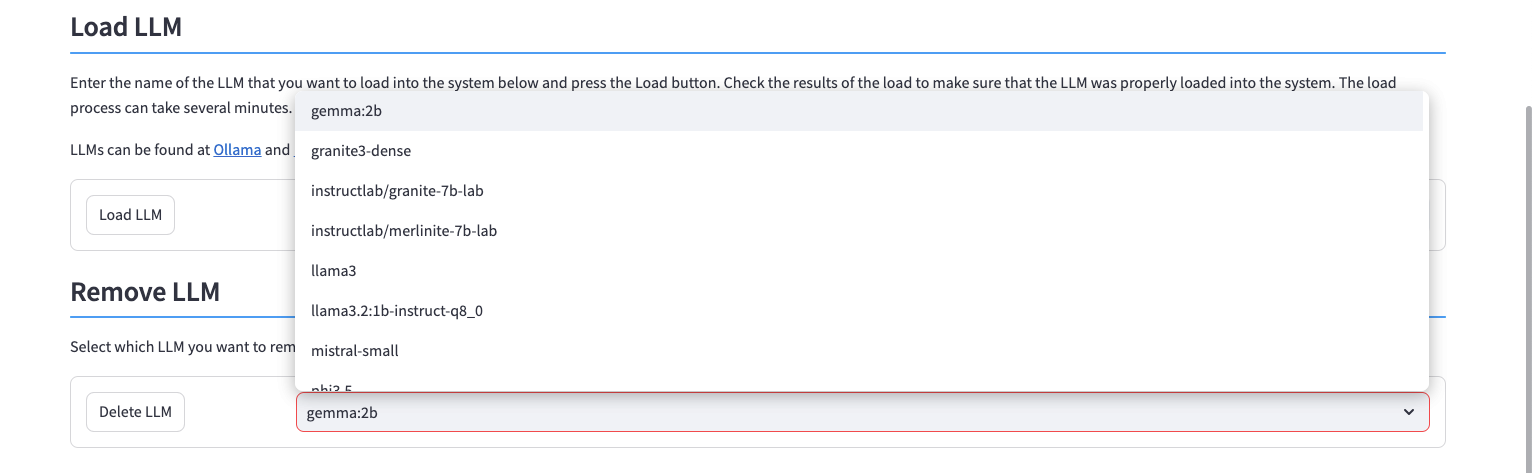 Load LLM
Enter the name of the LLM that you want to load into the system below and press the Load button. Check the results of the load to make sure that the LLM was properly loaded into the system. The load
process can take several minutes.
gemma:2b
granite3-dense
LLMs can be found at Ollama and
instructlab/granite-7b-lab
Load LLM
instructlab/merlinite-7b-lab
llama3
Remove LLM
llama3.2:1b-instruct-q8_0
Select which LLM you want to rem
mistral-small
phi3.5
Delete LLM
gemma:2b